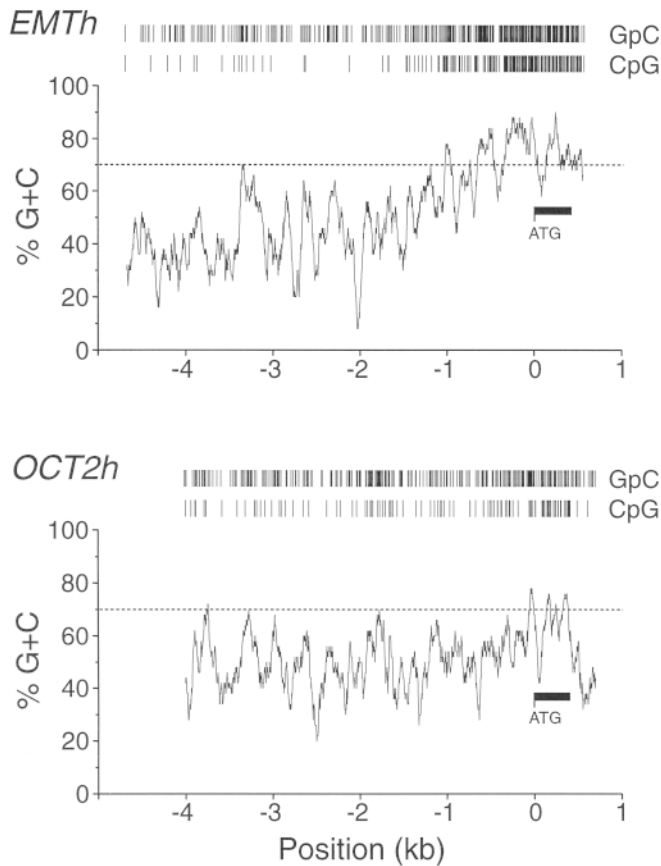 EMTh
GpC
CpG
100
80
60
40
20
0
% G+C
ATG
-4 -3 -2 -1 0 1
OCT2h
GpC
CpG
100
80
60
40
20
0
% G+C
ATG
-4 -3 -2 -1 0 1
Position (kb)